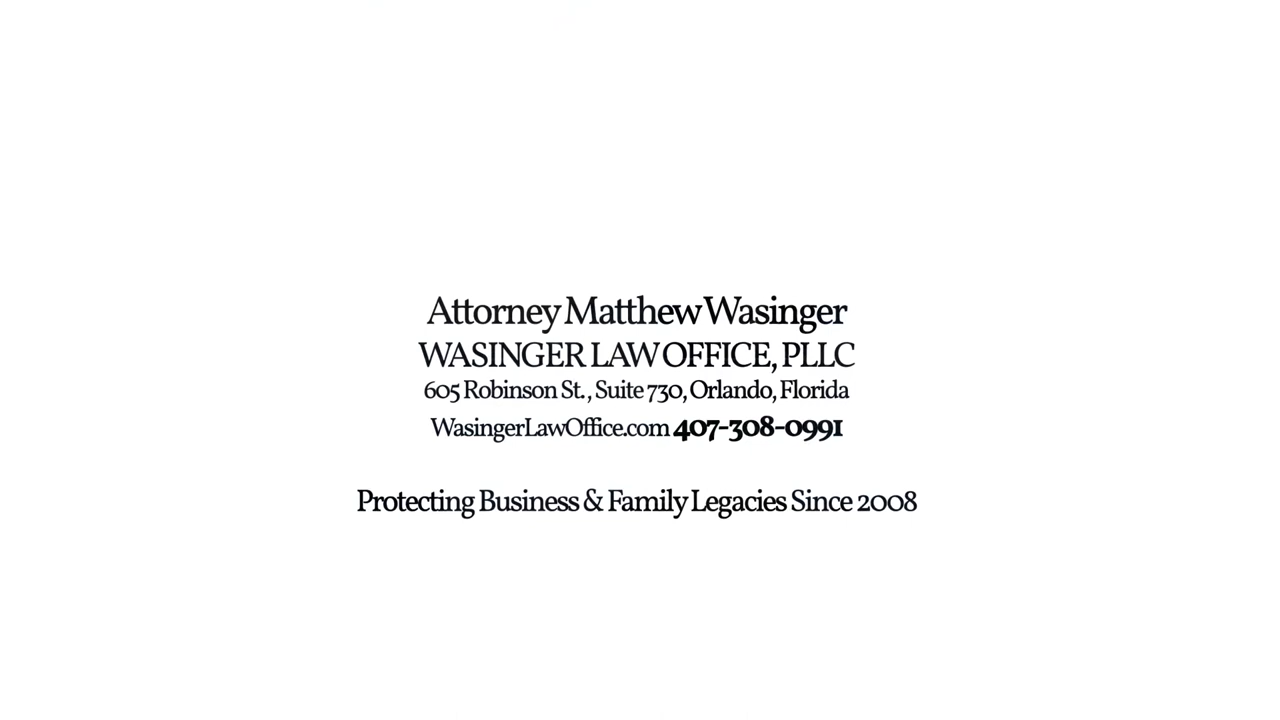 Attorney Matthew Wasinger
WASINGER LAW OFFICE, PLLC
605 Robinson St., Suite 730, Orlando, Florida
WasingerLawOffice.com 407-308-0991
Protecting Business & Family Legacies Since 2008